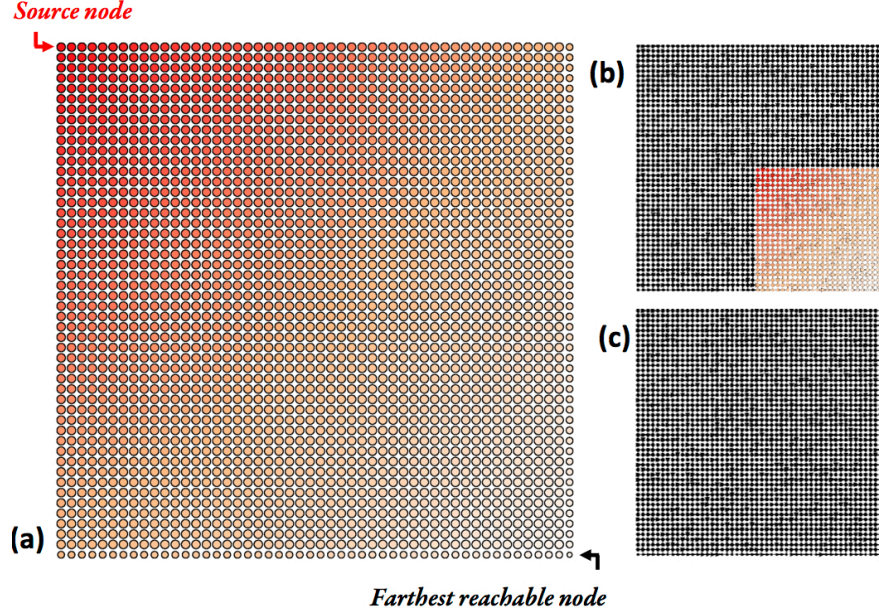 Source node
(a)
Farthest reachable node
(b)
(c)